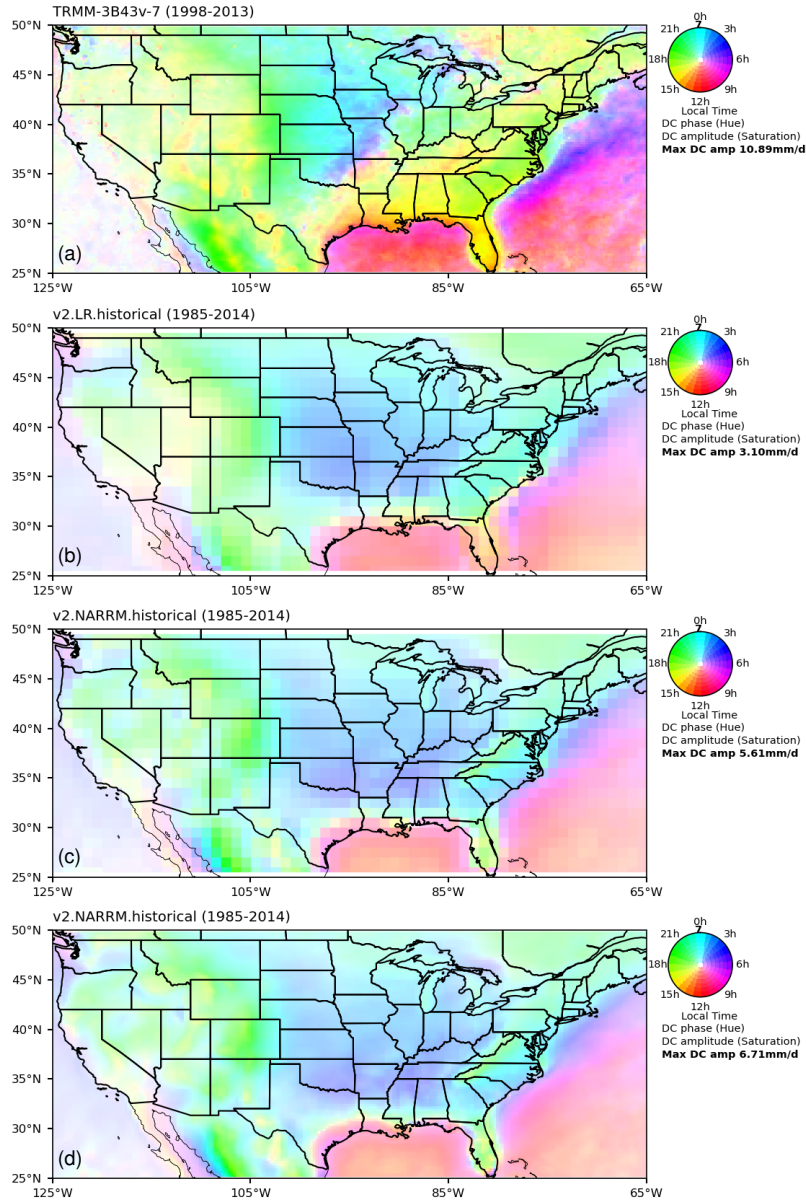 TRMM-3B43v-7 (1998-2013)
50°N
45°N
40°N
35°N
30°N
25°N
(a)
125°W
105°W
85°W
65°W
0h
21h
3h
18h
6h
15h
9h
12h
Local Time
DC phase (Hue)
DC amplitude (Saturation)
Max DC amp 10.89mm/d
v2.LR.historical (1985-2014)
50°N
45°N
40°N
35°N
30°N
25°N
(b)
125°W
105°W
85°W
65°W
0h
21h
3h
18h
6h
15h
9h
12h
Local Time
DC phase (Hue)
DC amplitude (Saturation)
Max DC amp 3.10mm/d
v2.NARRM.historical (1985-2014)
50°N
45°N
40°N
35°N
30°N
25°N
(c)
125°W
105°W
85°W
65°W
0h
21h
3h
18h
6h
15h
9h
12h
Local Time
DC phase (Hue)
DC amplitude (Saturation)
Max DC amp 5.61mm/d
v2.NARRM.historical (1985-2014)
50°N
45°N
40°N
35°N
30°N
25°N
(d)
125°W
105°W
85°W
65°W
0h
21h
3h
18h
6h
15h
9h
12h
Local Time
DC phase (Hue)
DC amplitude (Saturation)
Max DC amp 6.71mm/d